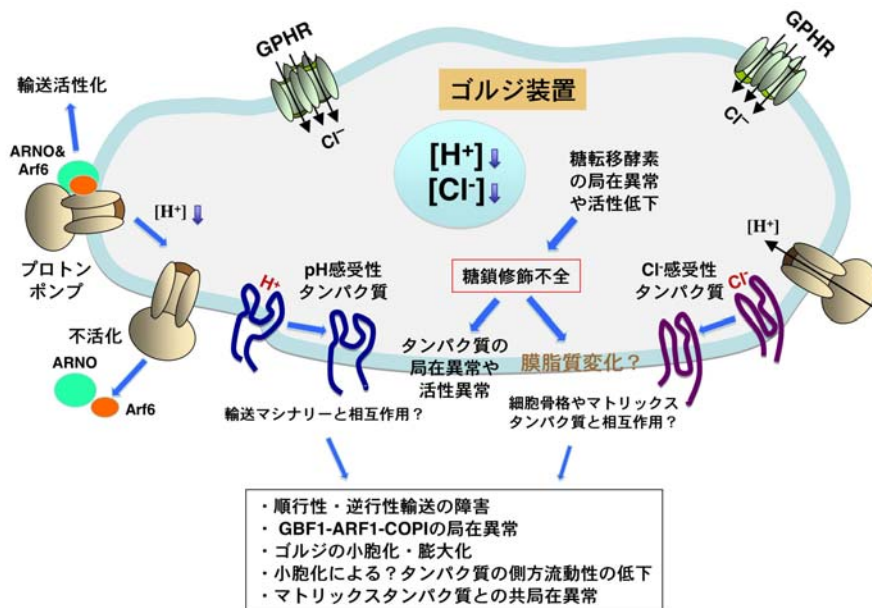 GPHR
Cl⁻
GPHR
Cl⁻
ゴルジ装置
輸送活性化
ARNO&
Arf6
[H⁺]
プロトン
ポンプ
[H⁺]
[Cl⁻]
糖転移酵素
の局在異常
や活性低下
[H⁺]
糖鎖修飾不全
H⁺
pH感受性
タンパク質
Cl⁻感受性
タンパク質
Cl⁻
不活化
ARNO
Arf6
タンパク質の
局在異常や
活性異常
膜脂質変化？
輸送マシナリーと相互作用？
細胞骨格やマトリックス
タンパク質と相互作用？
・順行性・逆行性輸送の障害
・GBF1-ARF1-COPIの局在異常
・ゴルジの小胞化・膨大化
・小胞化による？タンパク質の側方流動性の低下
・マトリックスタンパク質との共局在異常